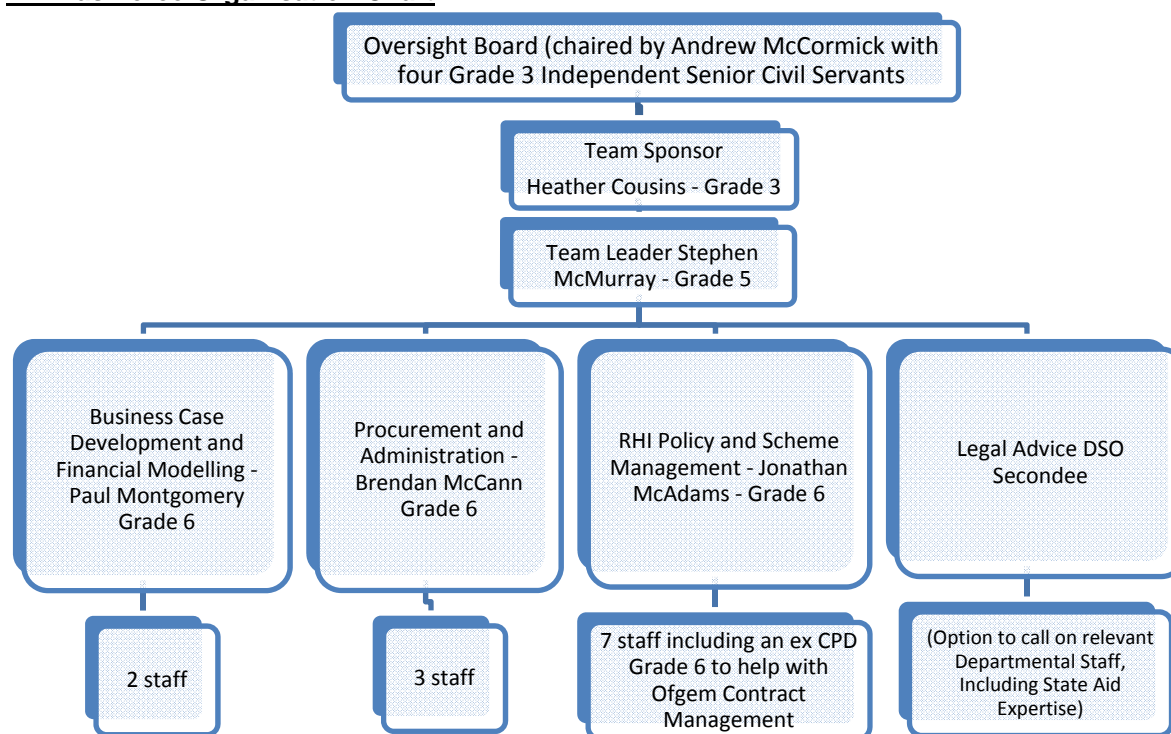 Oversight Board (chaired by Andrew McCormick with
four Grade 3 Independent Senior Civil Servants
Team Sponsor
Heather Cousins - Grade 3
Team Leader Stephen
McMurray - Grade 5
Business Case
Development and
Financial Modelling -
Paul Montgomery
Grade 6
Procurement and
Administration -
Brendan McCann
Grade 6
RHI Policy and Scheme
Management - Jonathan
McAdams - Grade 6
Legal Advice DSO
Secondee
2 staff
3 staff
7 staff including an ex CPD
Grade 6 to help with
Ofgem Contract
Management
(Option to call on relevant
Departmental Staff,
Including State Aid
Expertise)